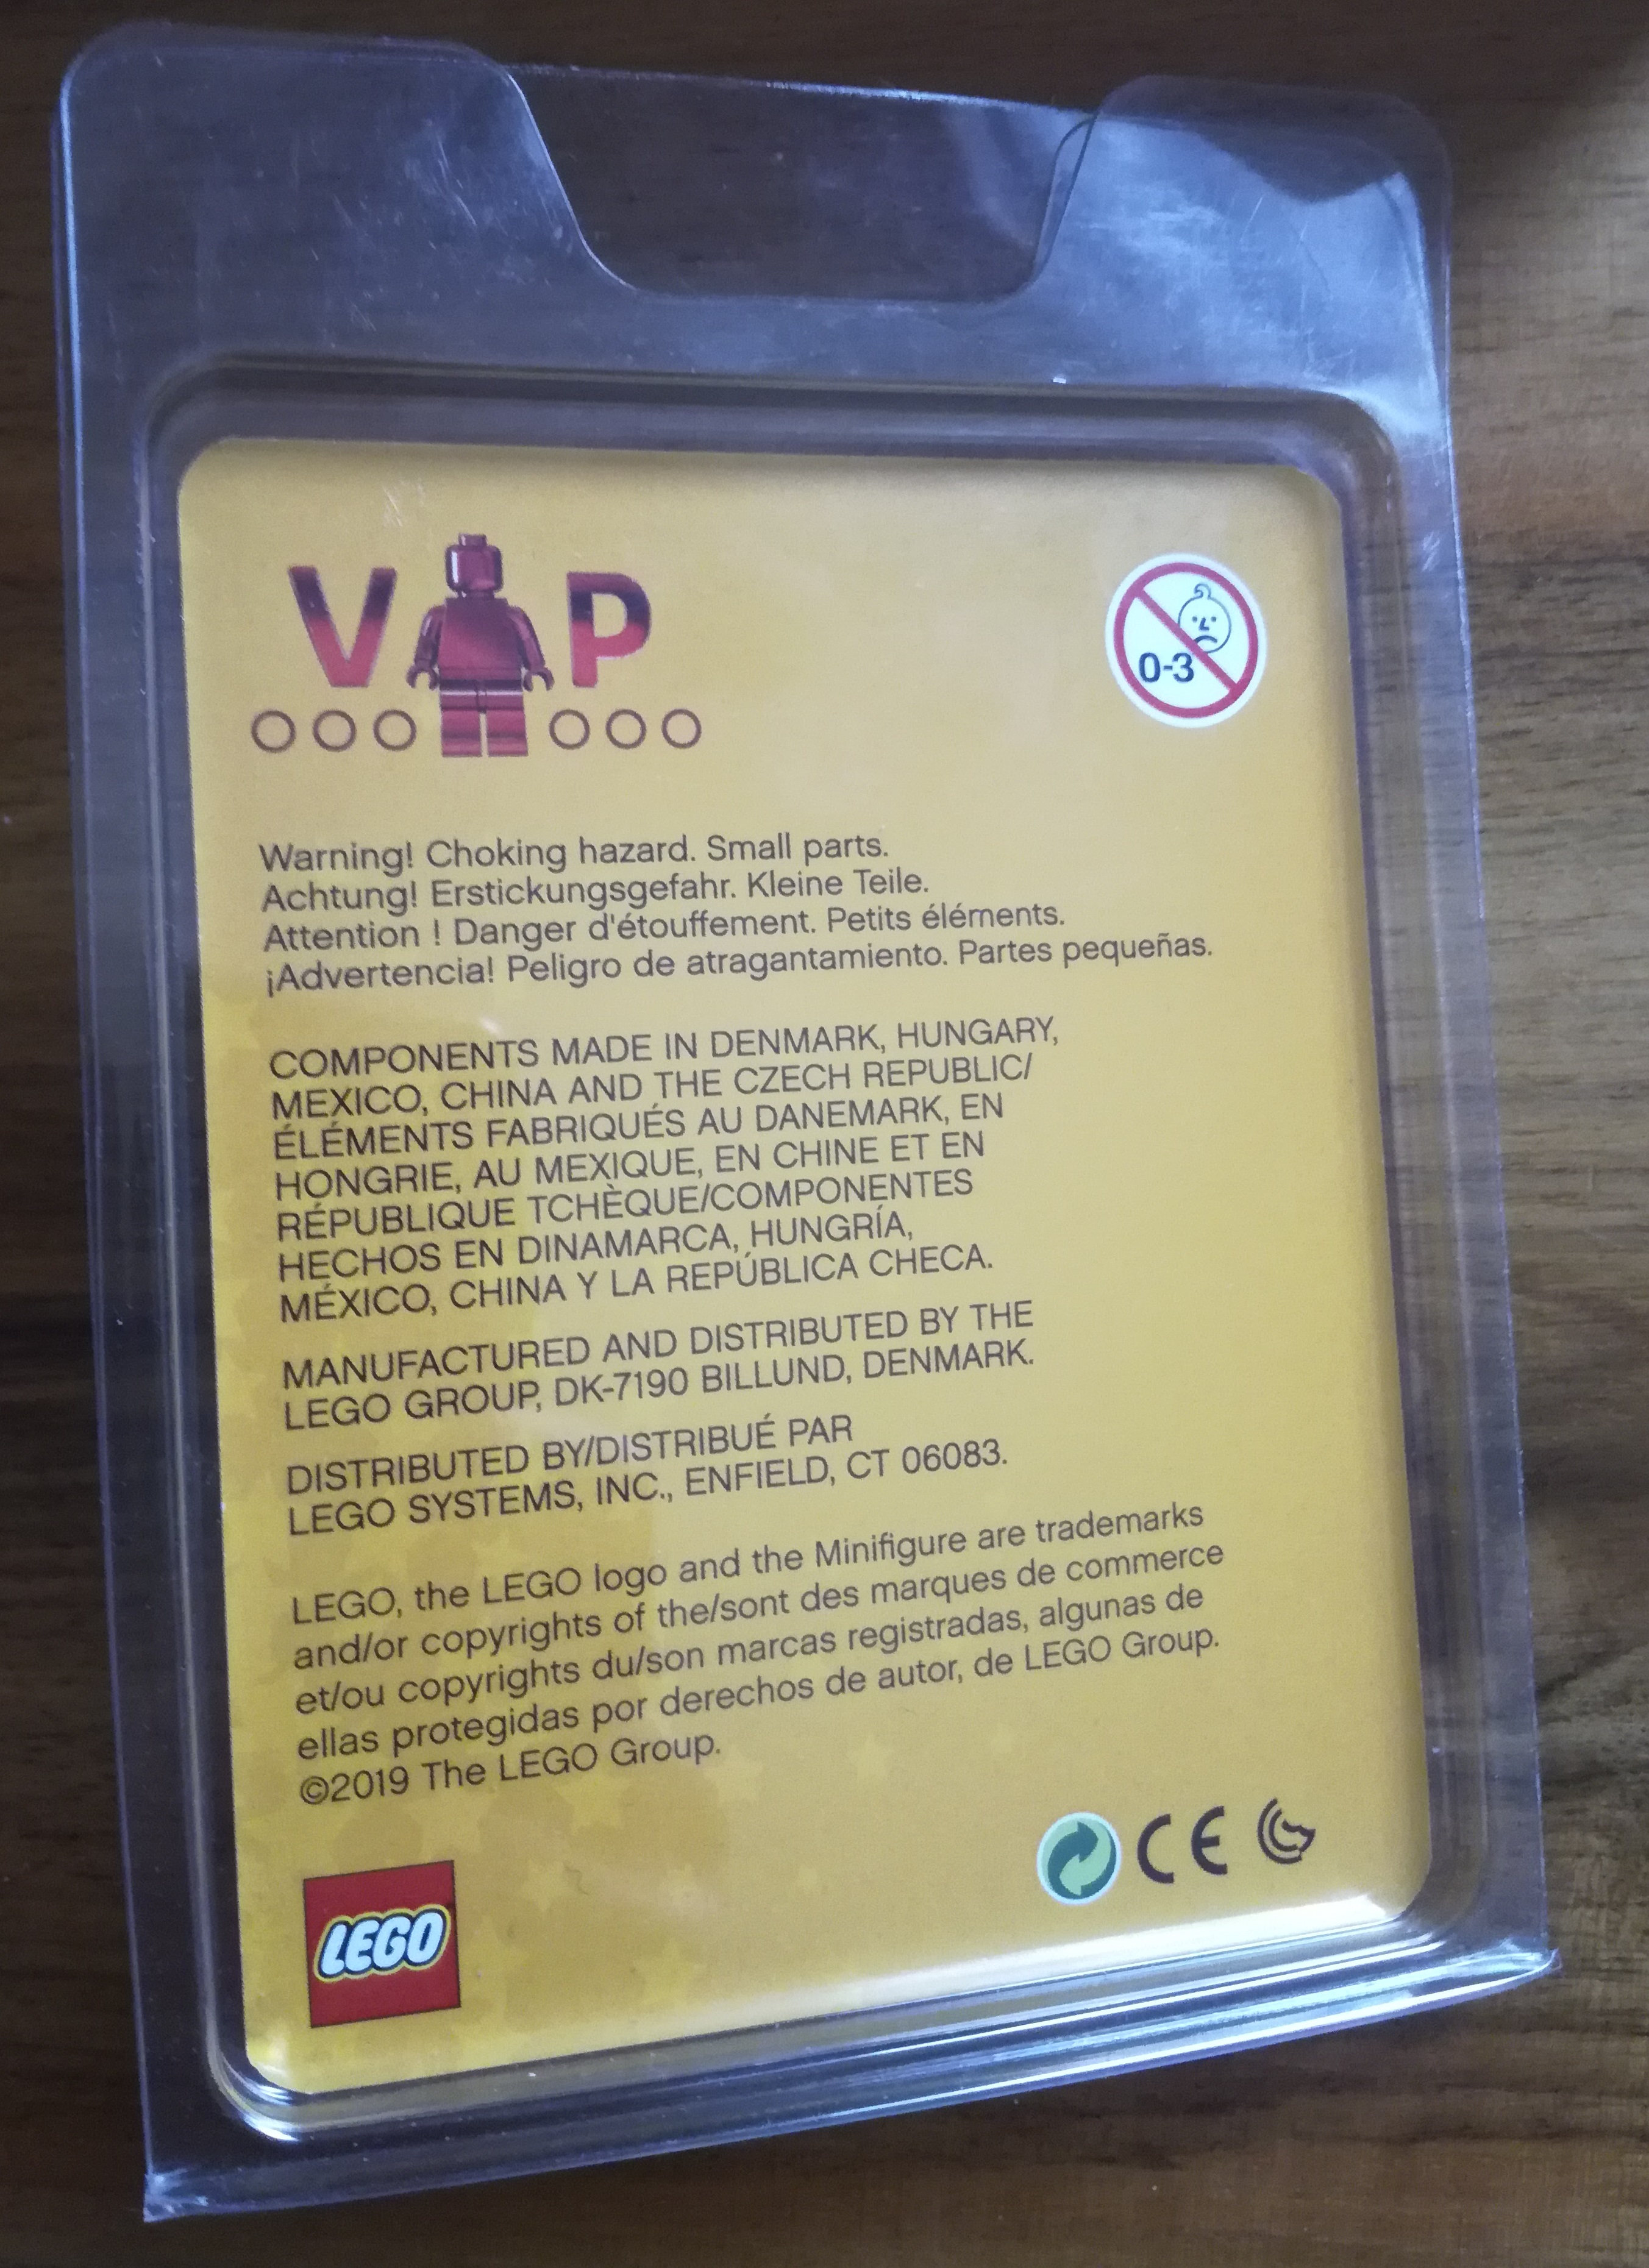 VIP
0-3
Warning! Choking hazard. Small parts.
Achtung! Erstickungsgefahr. Kleine Teile.
Attention ! Danger d'étouffement. Petits éléments.
¡Advertencia! Peligro de atragantamiento. Partes pequeñas.
COMPONENTS MADE IN DENMARK, HUNGARY,
MEXICO, CHINA AND THE CZECH REPUBLIC/
ÉLÉMENTS FABRIQUÉS AU DANEMARK, EN
HONGRIE, AU MEXIQUE, EN CHINE ET EN
RÉPUBLIQUE TCHÈQUE/COMPONENTES
HECHOS EN DINAMARCA, HUNGRÍA,
MÉXICO, CHINA Y LA REPÚBLICA CHECA.
MANUFACTURED AND DISTRIBUTED BY THE
LEGO GROUP, DK-7190 BILLUND, DENMARK.
DISTRIBUTED BY/DISTRIBUÉ PAR
LEGO SYSTEMS, INC., ENFIELD, CT 06083.
LEGO, the LEGO logo and the Minifigure are trademarks
and/or copyrights of the/sont des marques de commerce
et/ou copyrights du/son marcas registradas, algunas de
ellas protegidas por derechos de autor, de LEGO Group.
©2019 The LEGO Group.
CE
LEGO